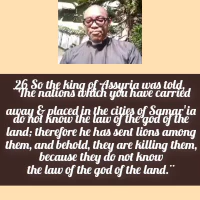 26 So the king of Assyria was told,
"The nations which you have carried
away & placed in the cities of Samar'ia
do not know the law of the god of the
land; therefore he has sent lions among
them, and behold, they are killing them,
because they do not know
the law of the god of the land."